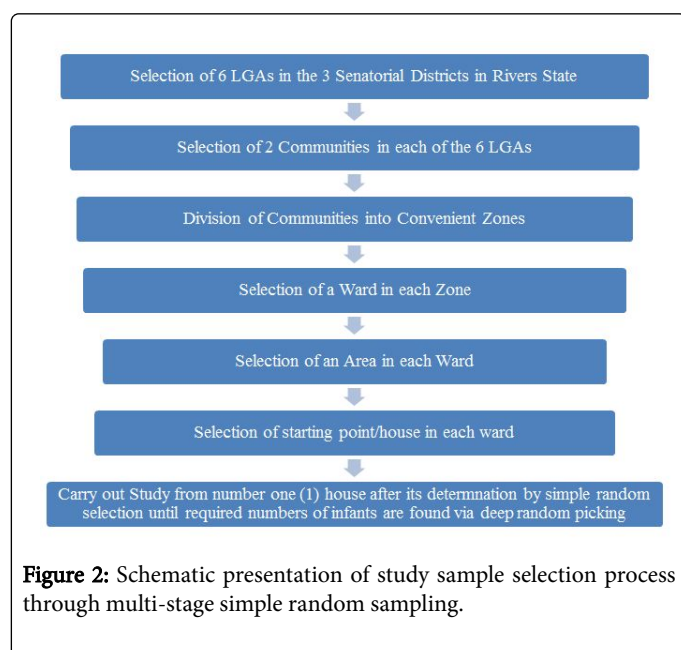 Selection of 6 LGAs in the 3 Senatorial Districts in Rivers State
Selection of 2 Communities in each of the 6 LGAs
Division of Communities into Convenient Zones
Selection of a Ward in each Zone
Selection of an Area in each Ward
Selection of starting point/house in each ward
Carry out Study from number one (1) house after its determnation by simple random
selection until required numbers of infants are found via deep random picking
Figure 2: Schematic presentation of study sample selection process
through multi-stage simple random sampling.